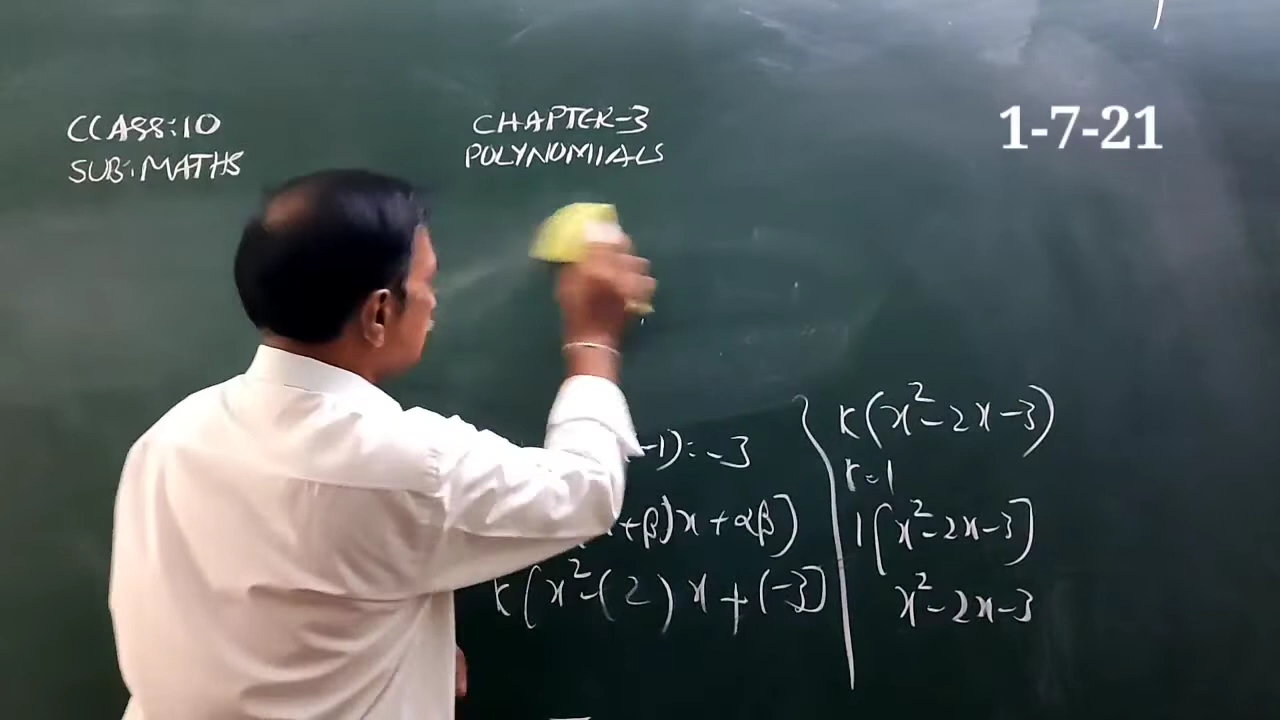 CLASS:10
SUB:MATHS
CHAPTER-3
POLYNOMIALS
1-7-21
-1)=-3
+β)x+αβ)
K[x²-(2)x+(-3)]
K(x²-2x-3)
K=1
1[x²-2x-3]
x²-2x-3